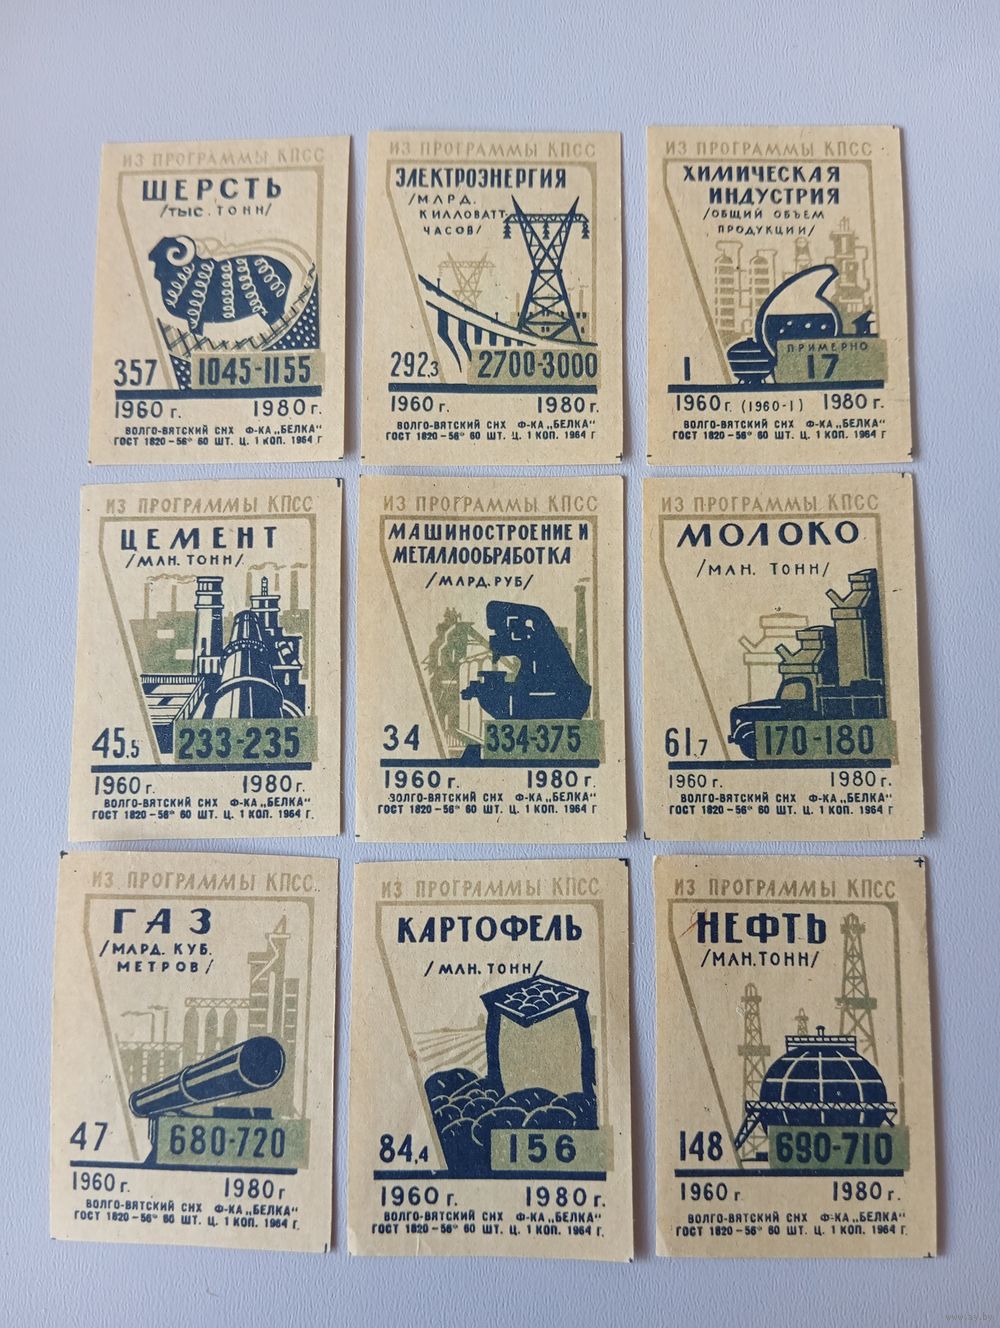 ИЗ ПРОГРАММЫ КПСС
ШЕРСТЬ
/ТЫС. ТОНН/
357 1045-1155
1960 г. 1980 г.
ВОЛГО-ВЯТСКИЙ СНХ Ф-КА „БЕЛКА“
ГОСТ 1820-56° 60 ШТ. Ц. 1 КОП. 1964 Г
ИЗ ПРОГРАММЫ КПСС
ЭЛЕКТРОЭНЕРГИЯ
/МЛРД.
КИЛЛОВАТТ
ЧАСОВ/
292,3 2700-3000
1960 г. 1980 г.
ВОЛГО-ВЯТСКИЙ СНХ Ф-КА „БЕЛКА“
ГОСТ 1820-56° 60 ШТ. Ц. 1 КОП. 1964 Г
ИЗ ПРОГРАММЫ КПСС
ХИМИЧЕСКАЯ
ИНДУСТРИЯ
/ОБЩИЙ ОБЪЕМ
ПРОДУКЦИИ/
ПРИМЕРНО
1 17
1960 г. (1960-1) 1980 г.
ВОЛГО-ВЯТСКИЙ СНХ Ф-КА „БЕЛКА“
ГОСТ 1820-56° 60 ШТ. Ц. 1 КОП. 1964 Г
ИЗ ПРОГРАММЫ КПСС
ЦЕМЕНТ
/МЛН. ТОНН/
45,5 233-235
1960 г. 1980 г.
ВОЛГО-ВЯТСКИЙ СНХ Ф-КА „БЕЛКА“
ГОСТ 1820-56° 60 ШТ. Ц. 1 КОП. 1964 Г
ИЗ ПРОГРАММЫ КПСС
МАШИНОСТРОЕНИЕ И
МЕТАЛЛООБРАБОТКА
/МЛРД. РУБ/
34 334-375
1960 г. 1980 г.
ВОЛГО-ВЯТСКИЙ СНХ Ф-КА „БЕЛКА“
ГОСТ 1820-56° 60 ШТ. Ц. 1 КОП. 1964 Г
ИЗ ПРОГРАММЫ КПСС
МОЛОКО
/МЛН. ТОНН/
61,7 170-180
1960 г. 1980 г.
ВОЛГО-ВЯТСКИЙ СНХ Ф-КА „БЕЛКА“
ГОСТ 1820-56° 60 ШТ. Ц. 1 КОП. 1964 Г
ИЗ ПРОГРАММЫ КПСС
ГАЗ
/МЛРД. КУБ.
МЕТРОВ/
47 680-720
1960 г. 1980 г
ВОЛГО-ВЯТСКИЙ СНХ Ф-КА „БЕЛКА“
ГОСТ 1820-56° 60 ШТ. Ц. 1 КОП. 1964 Г.
ИЗ ПРОГРАММЫ КПСС
КАРТОФЕЛЬ
/МЛН. ТОНН/
84,4 156
1960 г. 1980 г.
ВОЛГО-ВЯТСКИЙ СНХ Ф-КА „БЕЛКА“
ГОСТ 1820-56° 60 ШТ. Ц. 1 КОП. 1964 Г.
ИЗ ПРОГРАММЫ КПСС
НЕФТЬ
/МЛН. ТОНН/
148 690-710
1960 г. 1980 г.
ВОЛГО-ВЯТСКИЙ СНХ Ф-КА „БЕЛКА“
ГОСТ 1820-56° 60 ШТ. Ц. 1 КОП. 1964 Г.